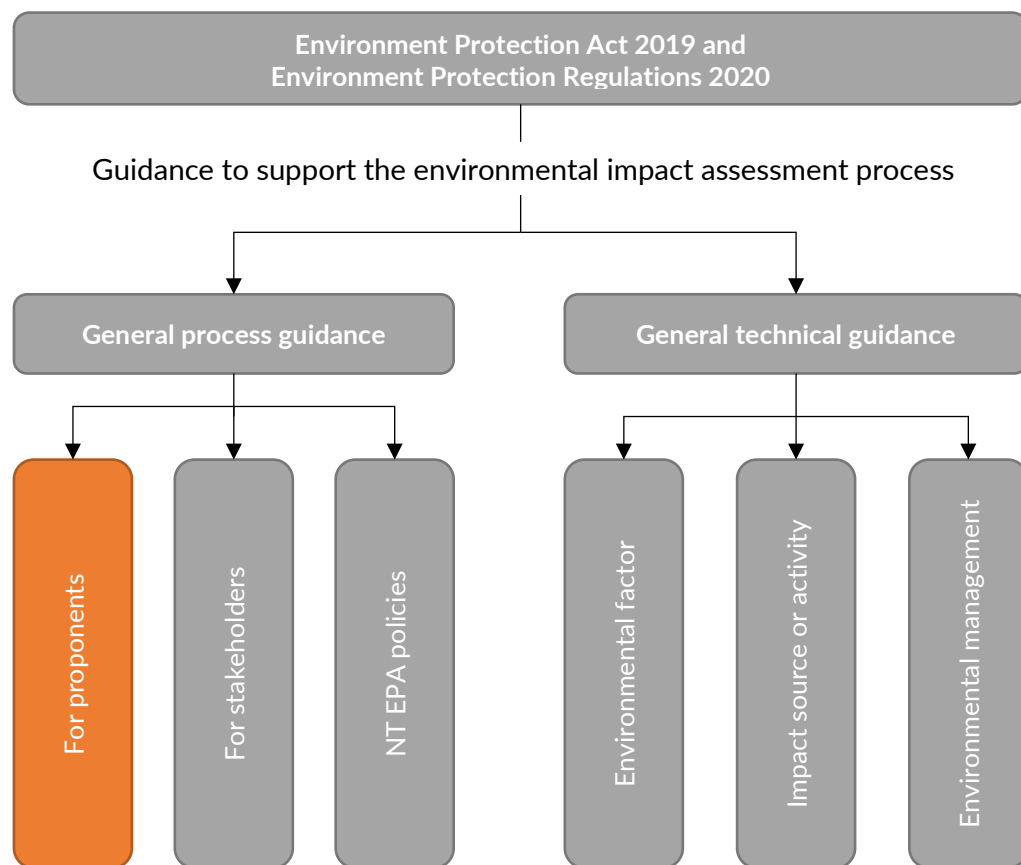 Environment Protection Act 2019 and
Environment Protection Regulations 2020
Guidance to support the environmental impact assessment process
General process guidance
General technical guidance
For proponents
For stakeholders
NT EPA policies
Environmental factor
Impact source or activity
Environmental management